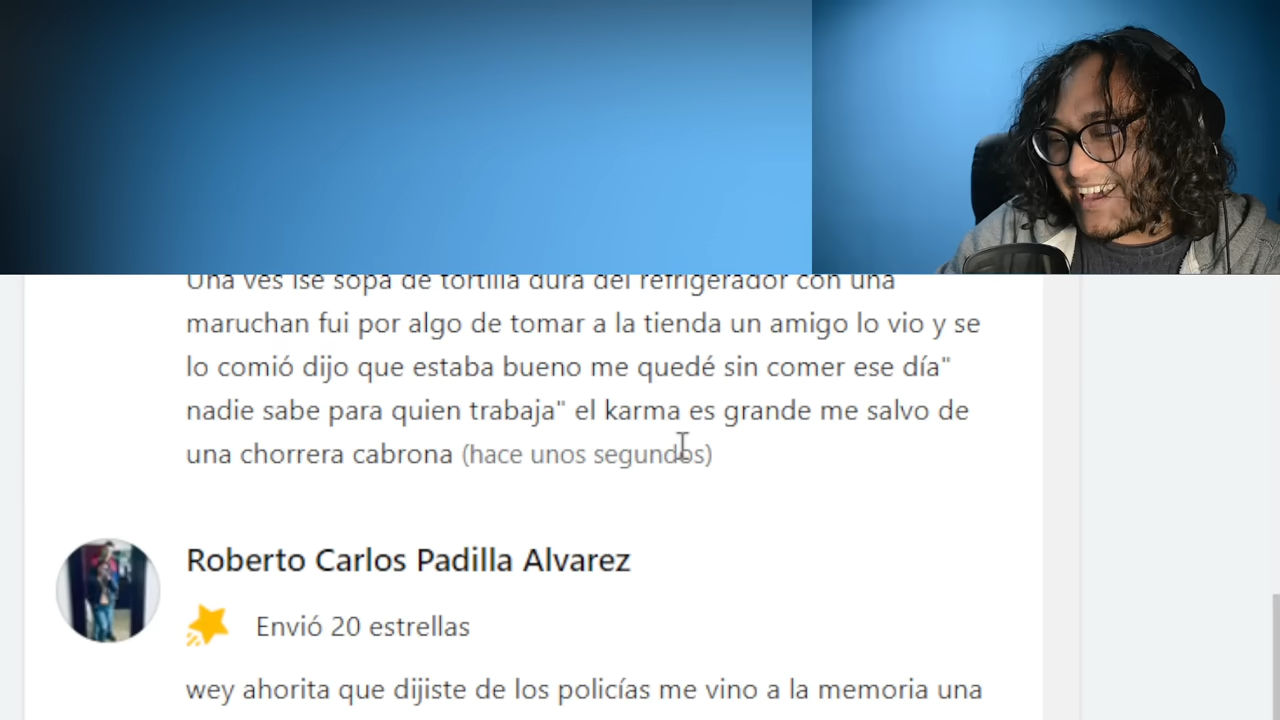 Una ves ise sopa de tortilla dura del refrigerador con una
maruchan fui por algo de tomar a la tienda un amigo lo vio y se
lo comió dijo que estaba bueno me quedé sin comer ese día"
nadie sabe para quien trabaja" el karma es grande me salvo de
una chorrera cabrona (hace unos segundos)
Roberto Carlos Padilla Alvarez
Envió 20 estrellas
wey ahorita que dijiste de los policías me vino a la memoria una